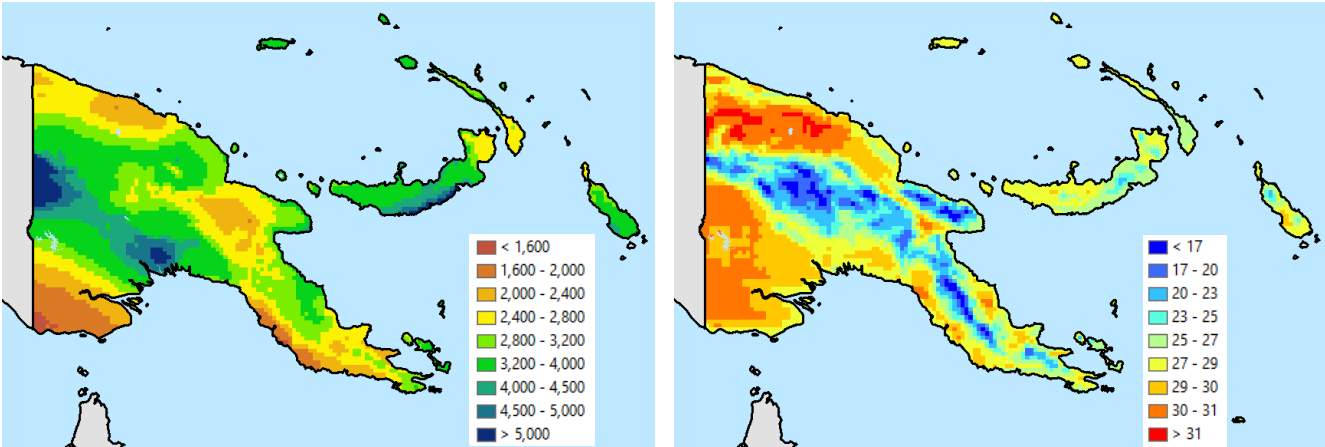 < 1,600
1,600 - 2,000
2,000 - 2,400
2,400 - 2,800
2,800 - 3,200
3,200 - 4,000
4,000 - 4,500
4,500 - 5,000
> 5,000
< 17
17 - 20
20 - 23
23 - 25
25 - 27
27 - 29
29 - 30
30 - 31
> 31